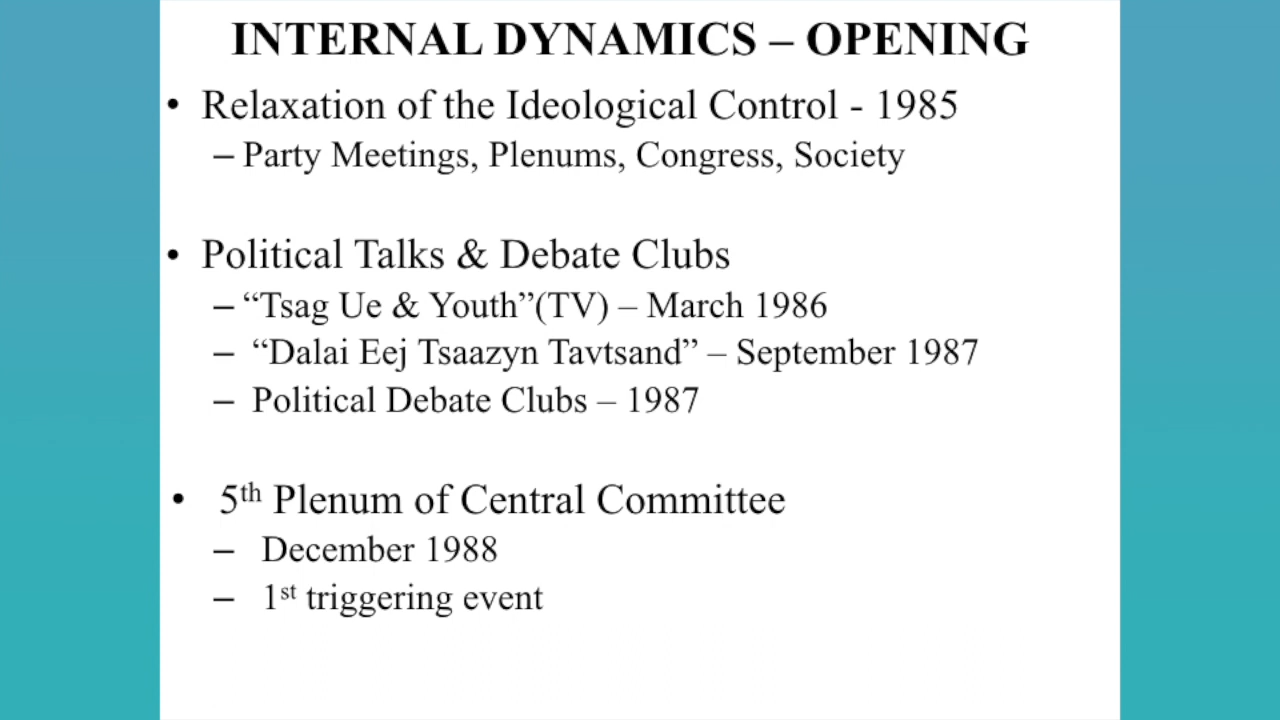 INTERNAL DYNAMICS – OPENING
• Relaxation of the Ideological Control - 1985
– Party Meetings, Plenums, Congress, Society
• Political Talks & Debate Clubs
– “Tsag Ue & Youth”(TV) – March 1986
– “Dalai Eej Tsaazyn Tavtsand” – September 1987
– Political Debate Clubs – 1987
• 5th Plenum of Central Committee
– December 1988
– 1st triggering event